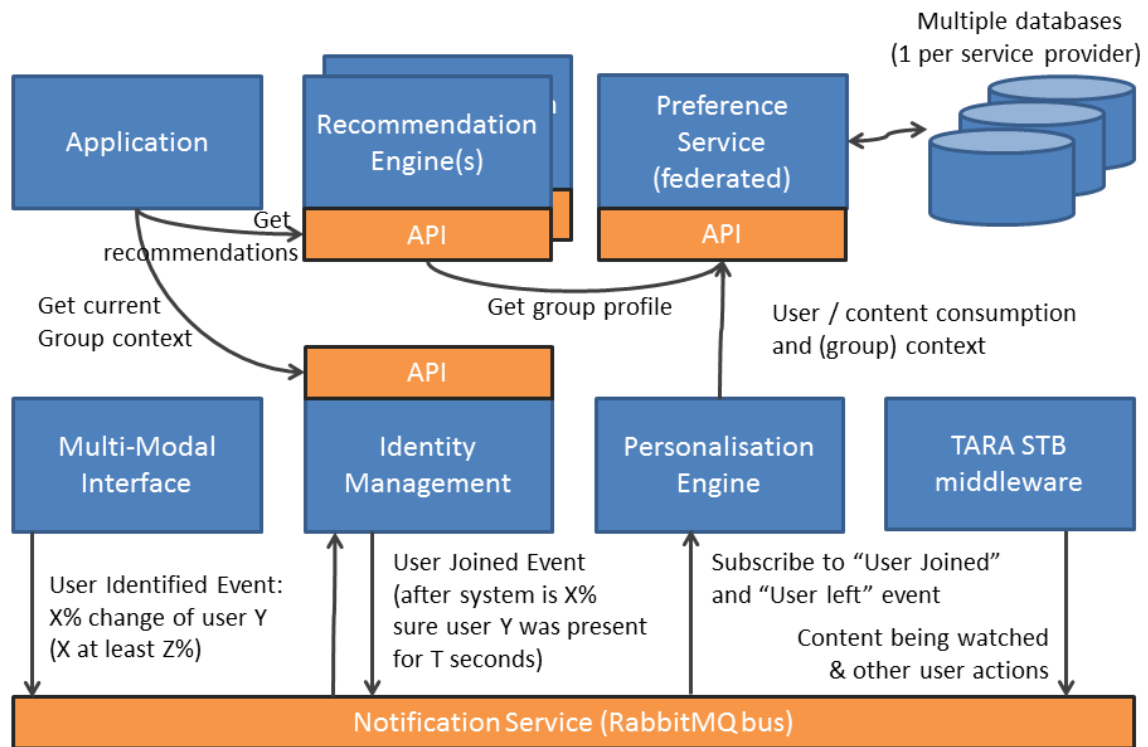 Multiple databases
(1 per service provider)
Application
Recommendation
Engine(s)
API
Preference
Service
(federated)
API
Get
recommendations
Get current
Group context
Get group profile
User / content consumption
and (group) context
API
Multi-Modal
Interface
Identity
Management
Personalisation
Engine
TARA STB
middleware
User Identified Event:
X% change of user Y
(X at least Z%)
User Joined Event
(after system is X%
sure user Y was present
for T seconds)
Subscribe to “User Joined”
and “User left” event
Content being watched
& other user actions
Notification Service (RabbitMQ bus)